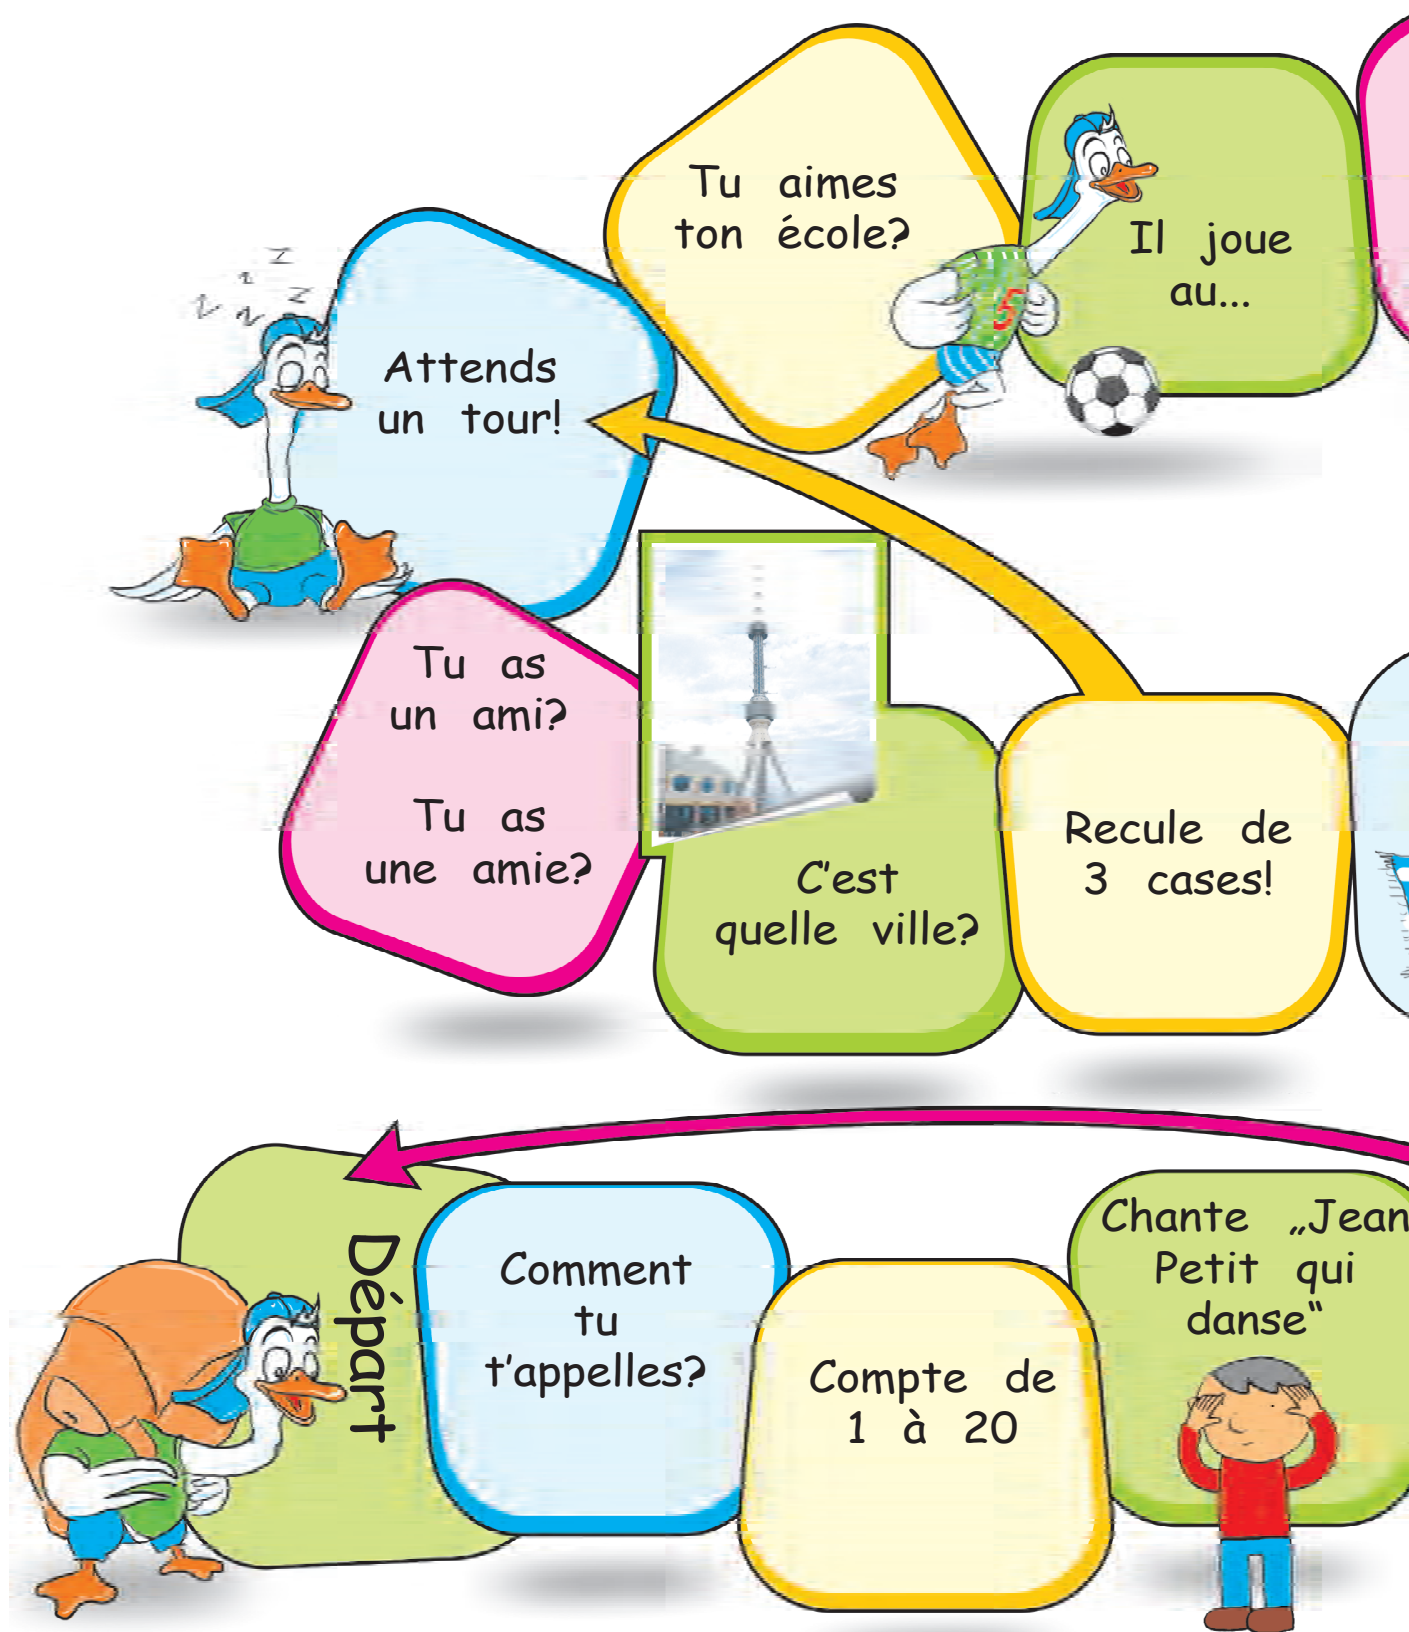 Tu aimes
ton école?
Il joue
au...
z
z
z
z
z
5
Attends
un tour!
Tu as
un ami?
Tu as
une amie?
C'est
quelle ville?
Recule de
3 cases!
Départ
Comment
tu
t'appelles?
Compte de
1 à 20
Chante „Jean
Petit qui
danse“